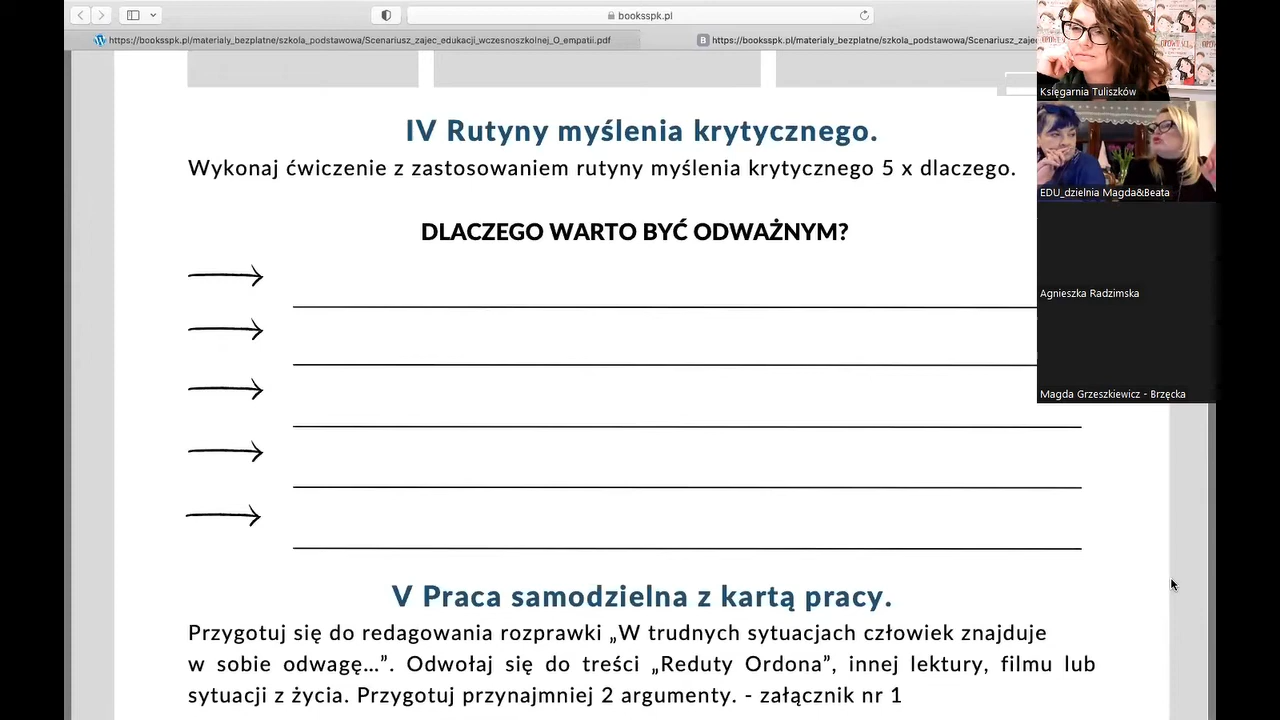 booksspk.pl
https://booksspk.pl/materialy_bezplatne/szkola_podstawowa/Scenariusz_zajec_edukacji_wczesnoszkolnej_O_empatii.pdf
https://booksspk.pl/materialy_bezplatne/szkola_podstawowa/Scenariusz_zajec
Księgarnia Tuliszków
EDU_dzielnia Magda&Beata
Agnieszka Radzimska
Magda Grzeszkiewicz - Brzęcka
IV Rutyny myślenia krytycznego.
Wykonaj ćwiczenie z zastosowaniem rutyny myślenia krytycznego 5 x dlaczego.
DLACZEGO WARTO BYĆ ODWAŻNYM?
V Praca samodzielna z kartą pracy.
Przygotuj się do redagowania rozprawki „W trudnych sytuacjach człowiek znajduje
w sobie odwagę...”. Odwołaj się do treści „Reduty Ordona”, innej lektury, filmu lub
sytuacji z życia. Przygotuj przynajmniej 2 argumenty. - załącznik nr 1